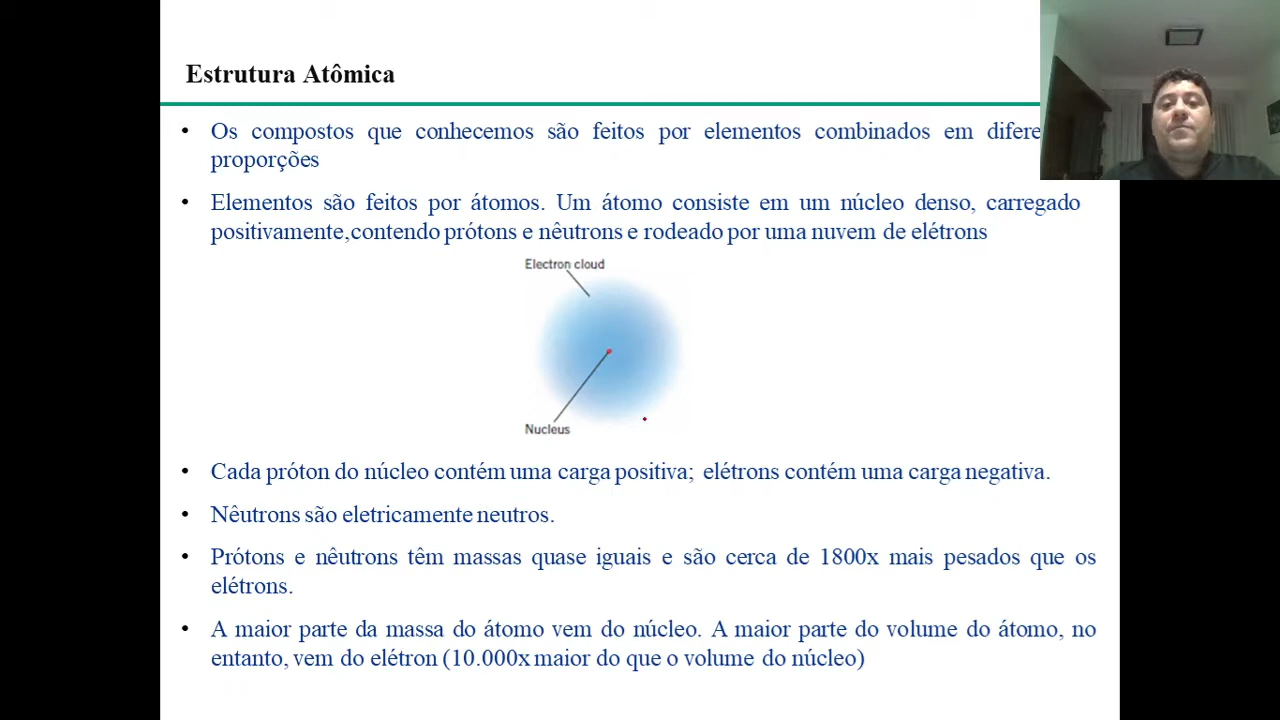 Estrutura Atômica
• Os compostos que conhecemos são feitos por elementos combinados em difere
proporções
• Elementos são feitos por átomos. Um átomo consiste em um núcleo denso, carregado
positivamente,contendo prótons e nêutrons e rodeado por uma nuvem de elétrons
Electron cloud
Nucleus
• Cada próton do núcleo contém uma carga positiva; elétrons contém uma carga negativa.
• Nêutrons são eletricamente neutros.
• Prótons e nêutrons têm massas quase iguais e são cerca de 1800x mais pesados que os
elétrons.
• A maior parte da massa do átomo vem do núcleo. A maior parte do volume do átomo, no
entanto, vem do elétron (10.000x maior do que o volume do núcleo)